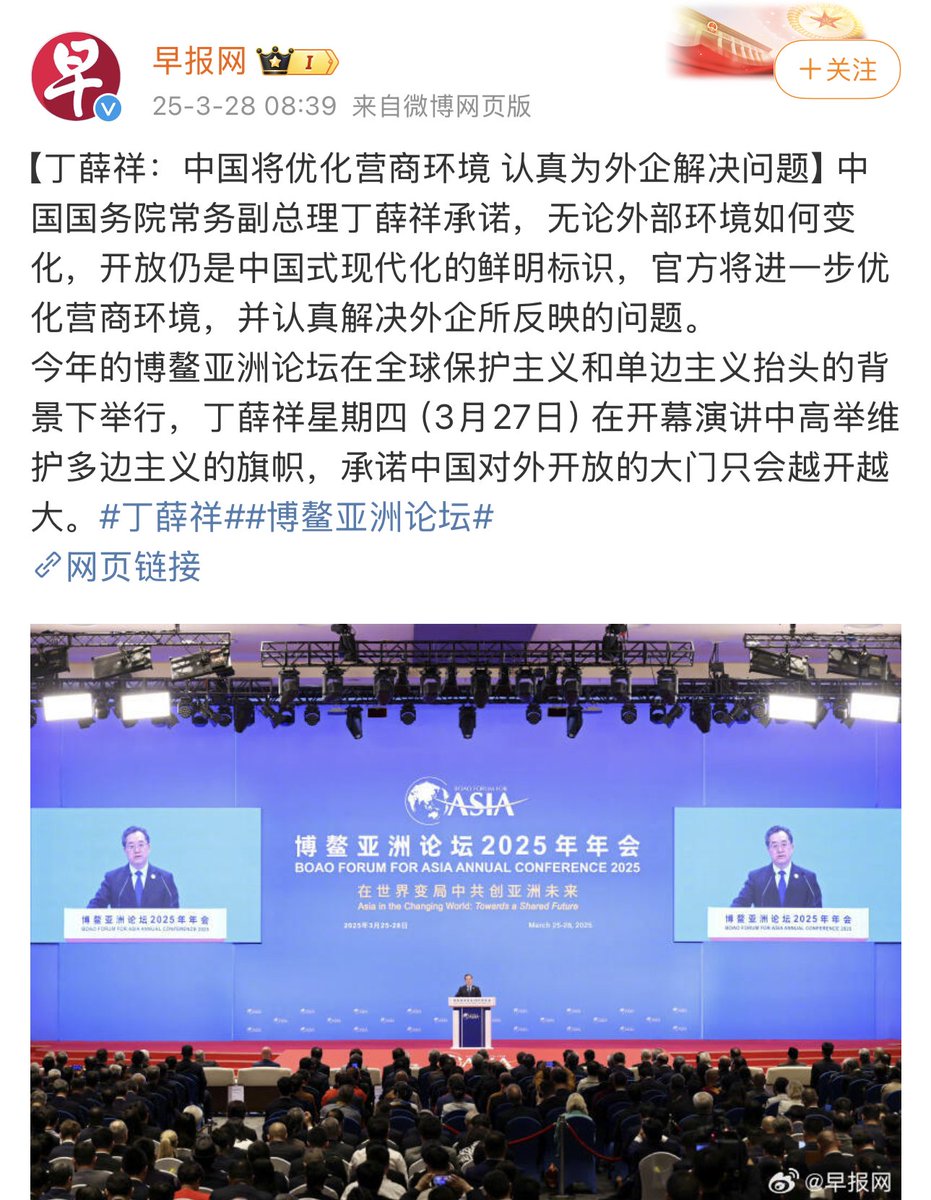 早
早报网
I
+关注
25-3-28 08:39 来自微博网页版
【丁薛祥：中国将优化营商环境 认真为外企解决问题】中
国国务院常务副总理丁薛祥承诺，无论外部环境如何变
化，开放仍是中国式现代化的鲜明标识，官方将进一步优
化营商环境，并认真解决外企所反映的问题。
今年的博鳌亚洲论坛在全球保护主义和单边主义抬头的背
景下举行，丁薛祥星期四（3月27日）在开幕演讲中高举维
护多边主义的旗帜，承诺中国对外开放的大门只会越开越
大。#丁薛祥##博鳌亚洲论坛#
网页链接
BOAO FORUM FOR
ASIA
博鳌亚洲论坛2025年年会
BOAO FORUM FOR ASIA ANNUAL CONFERENCE 2025
在世界变局中共创亚洲未来
Asia in the Changing World: Towards a Shared Future
2025年3月25-28日 March 25-28, 2025
博鳌亚洲论坛2025年年会
BOAO FORUM FOR ASIA ANNUAL CONFERENCE 2025
博鳌亚洲论坛2025年年会
BOAO FORUM FOR ASIA ANNUAL CONFERENCE 2025
ASIA
@早报网